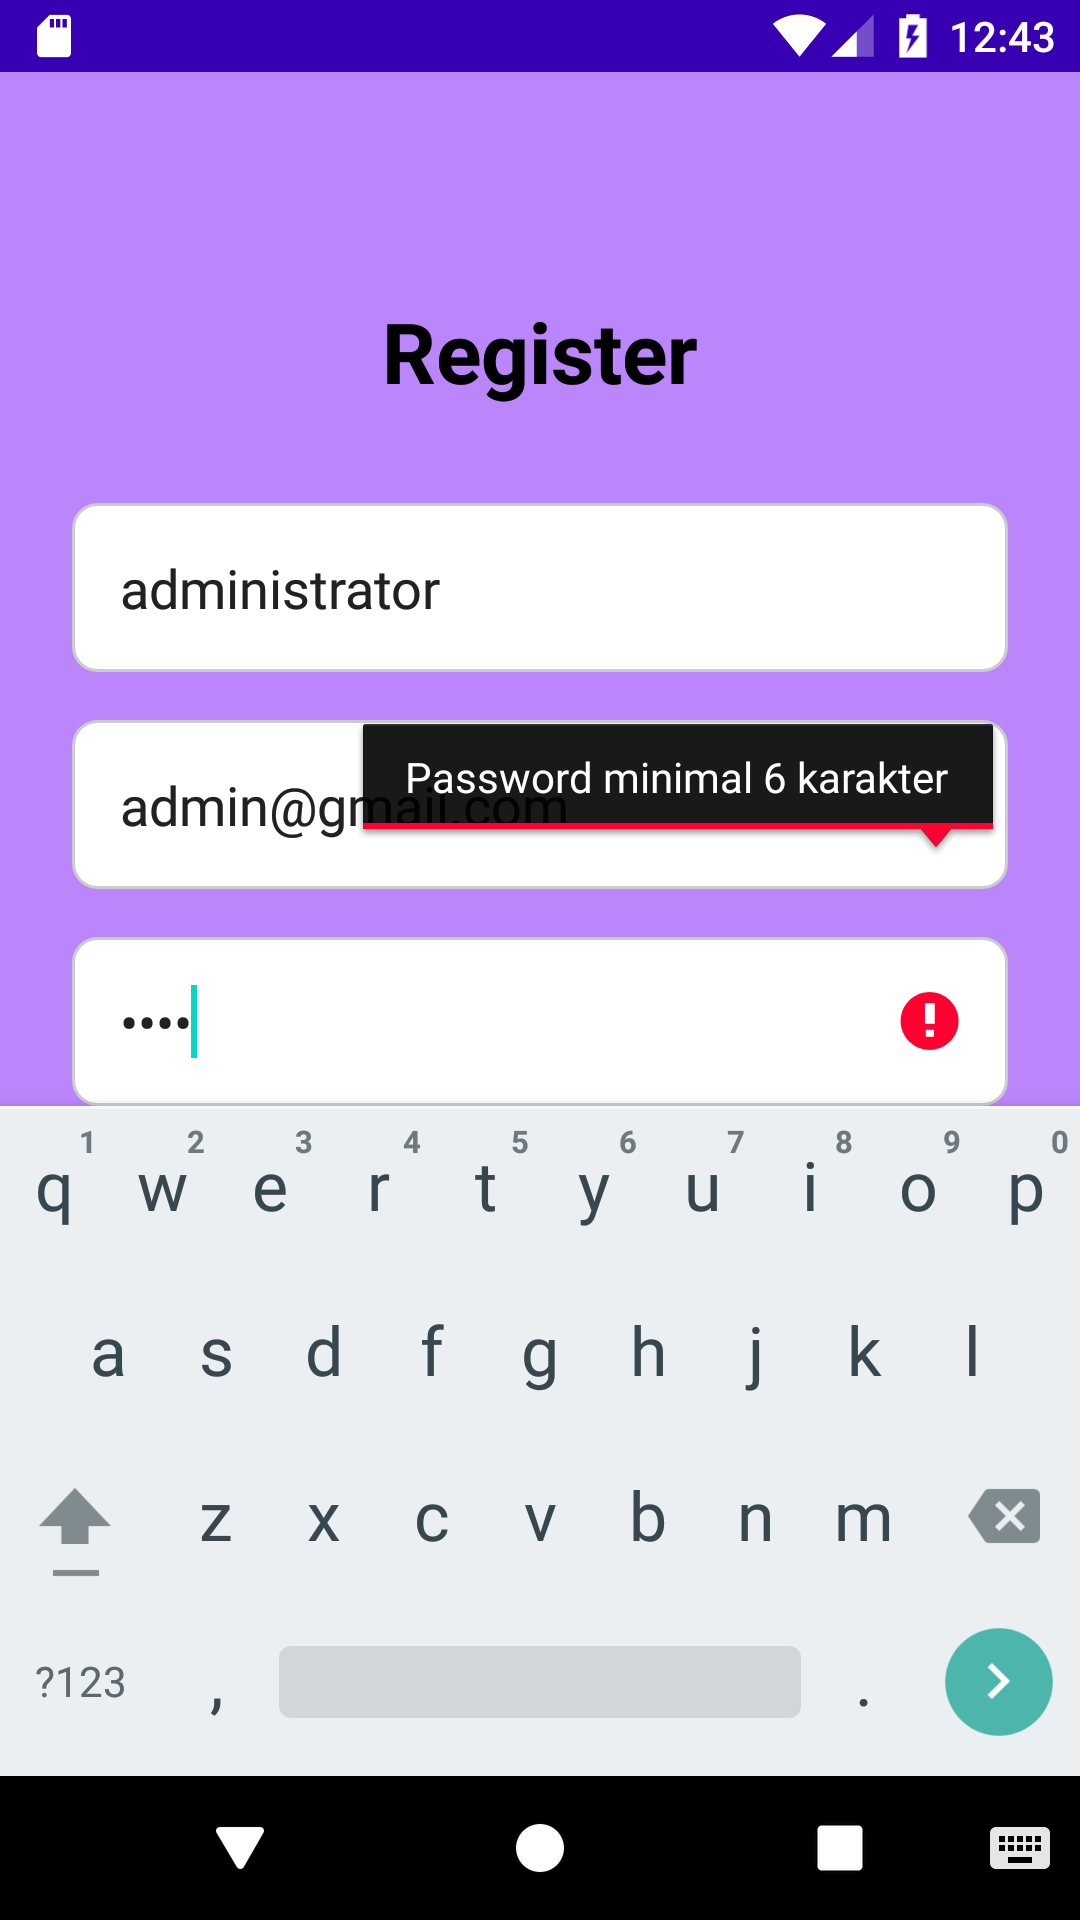 12:43
Register
administrator
Password minimal 6 karakter
admin@gmail.com
••••
1 2 3 4 5 6 7 8 9 0
q w e r t y u i o p
a s d f g h j k l
z x c v b n m
?123 , .